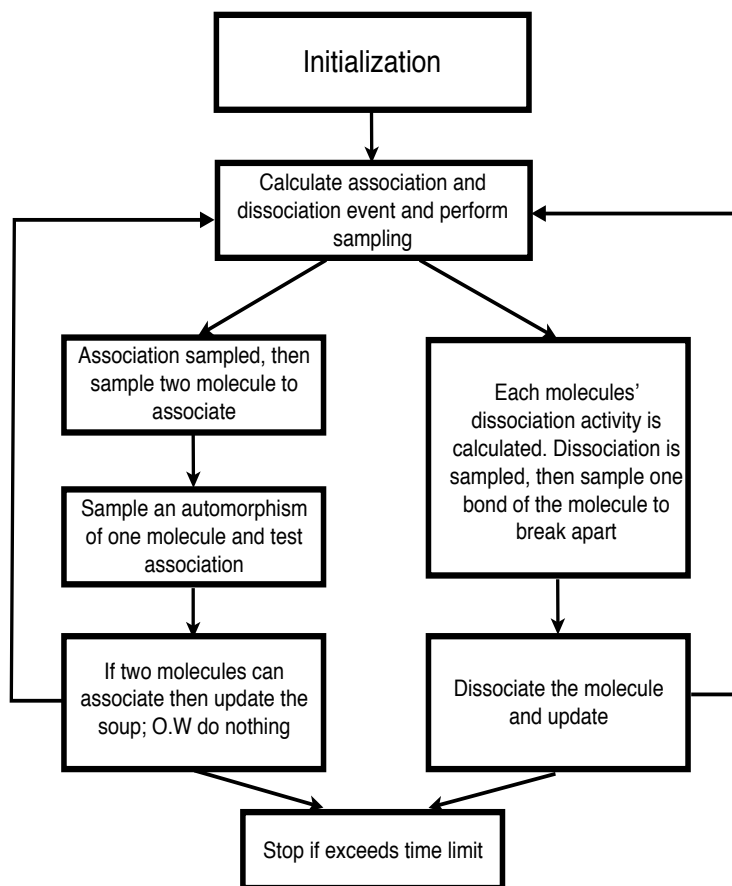 Initialization
Calculate association and
dissociation event and perform
sampling
Association sampled, then
sample two molecule to
associate
Sample an automorphism
of one molecule and test
association
If two molecules can
associate then update the
soup; O.W do nothing
Each molecules’
dissociation activity is
calculated. Dissociation is
sampled, then sample one
bond of the molecule to
break apart
Dissociate the molecule
and update
Stop if exceeds time limit